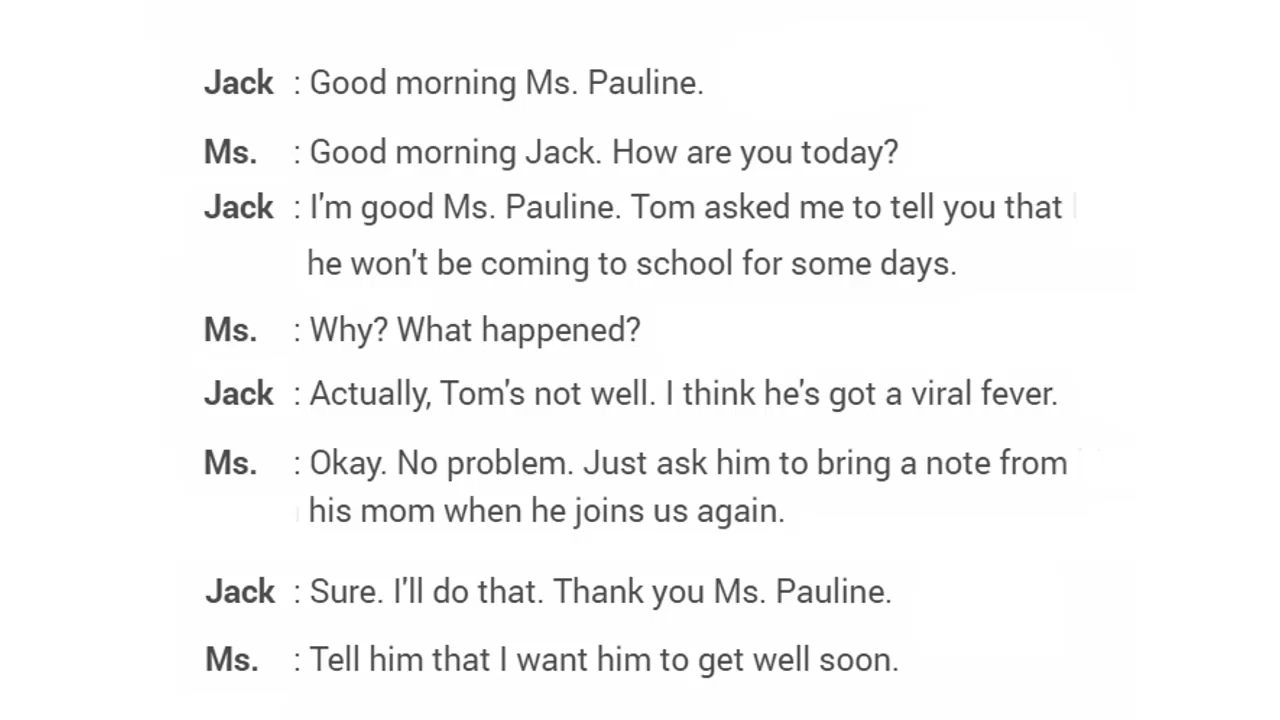 Jack : Good morning Ms. Pauline.
Ms. : Good morning Jack. How are you today?
Jack : I'm good Ms. Pauline. Tom asked me to tell you that
he won't be coming to school for some days.
Ms. : Why? What happened?
Jack : Actually, Tom's not well. I think he's got a viral fever.
Ms. : Okay. No problem. Just ask him to bring a note from
his mom when he joins us again.
Jack : Sure. I'll do that. Thank you Ms. Pauline.
Ms. : Tell him that I want him to get well soon.